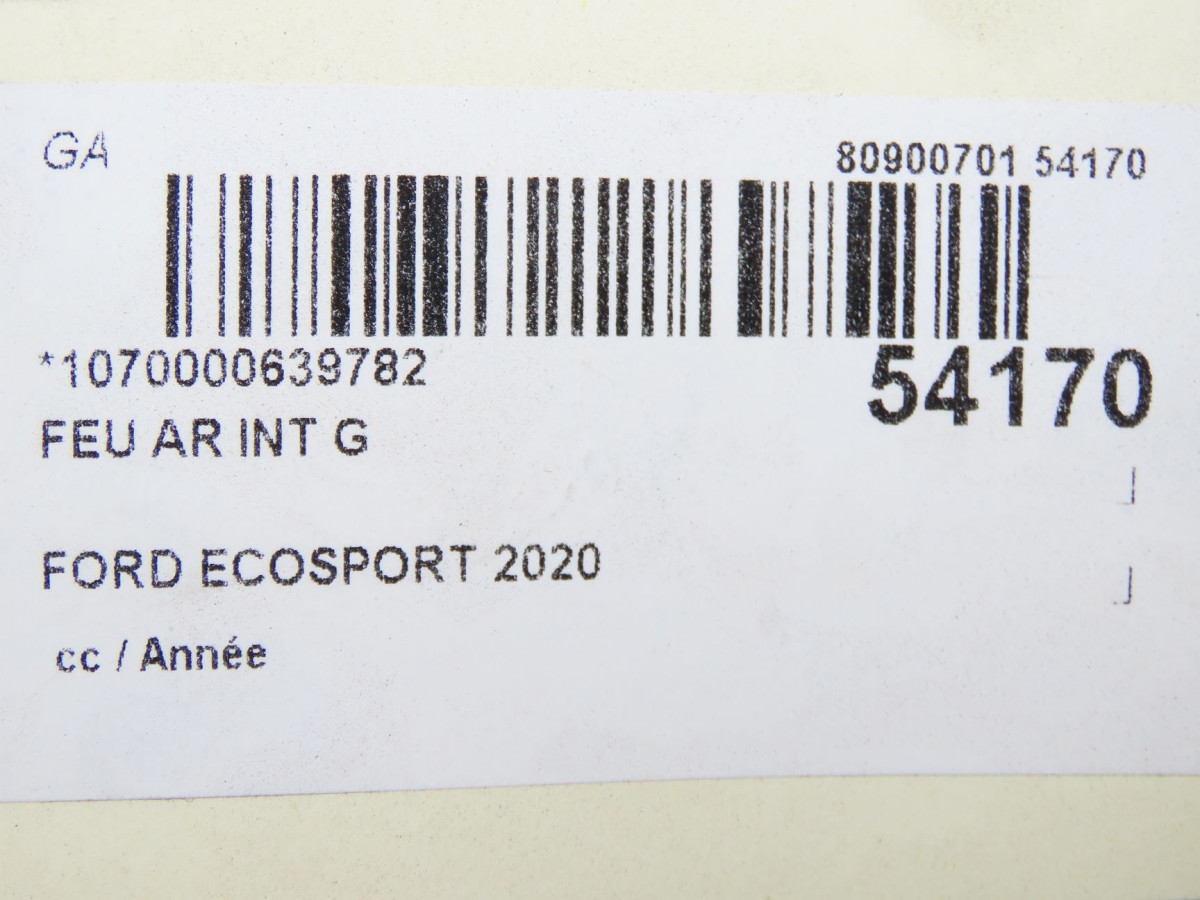 GA
80900701 54170
*1070000639782
54170
FEU AR INT G
FORD ECOSPORT 2020
cc / Année